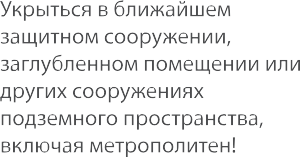 Укрыться в ближайшем
защитном сооружении,
заглубленном помещении или
других сооружениях
подземного пространства,
включая метрополитен!